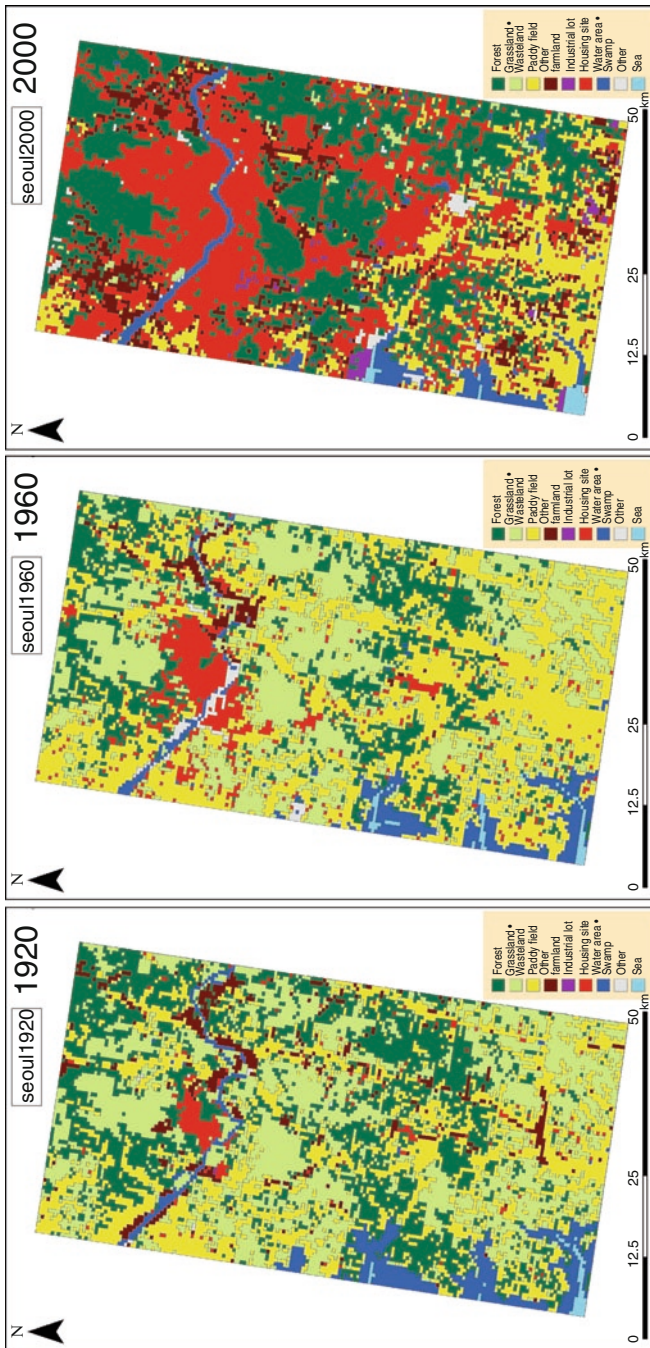 N
seoul2000
2000
Forest
Grassland•
Wasteland
Paddy field
Other
farmland
Industrial lot
Housing site
Water area•
Swamp
Other
Sea
0
12.5
25
50
km
N
seoul1960
1960
Forest
Grassland•
Wasteland
Paddy field
Other
farmland
Industrial lot
Housing site
Water area•
Swamp
Other
Sea
0
12.5
25
50
km
N
seoul1920
1920
Forest
Grassland•
Wasteland
Paddy field
Other
farmland
Industrial lot
Housing site
Water area•
Swamp
Other
Sea
0
12.5
25
50
km